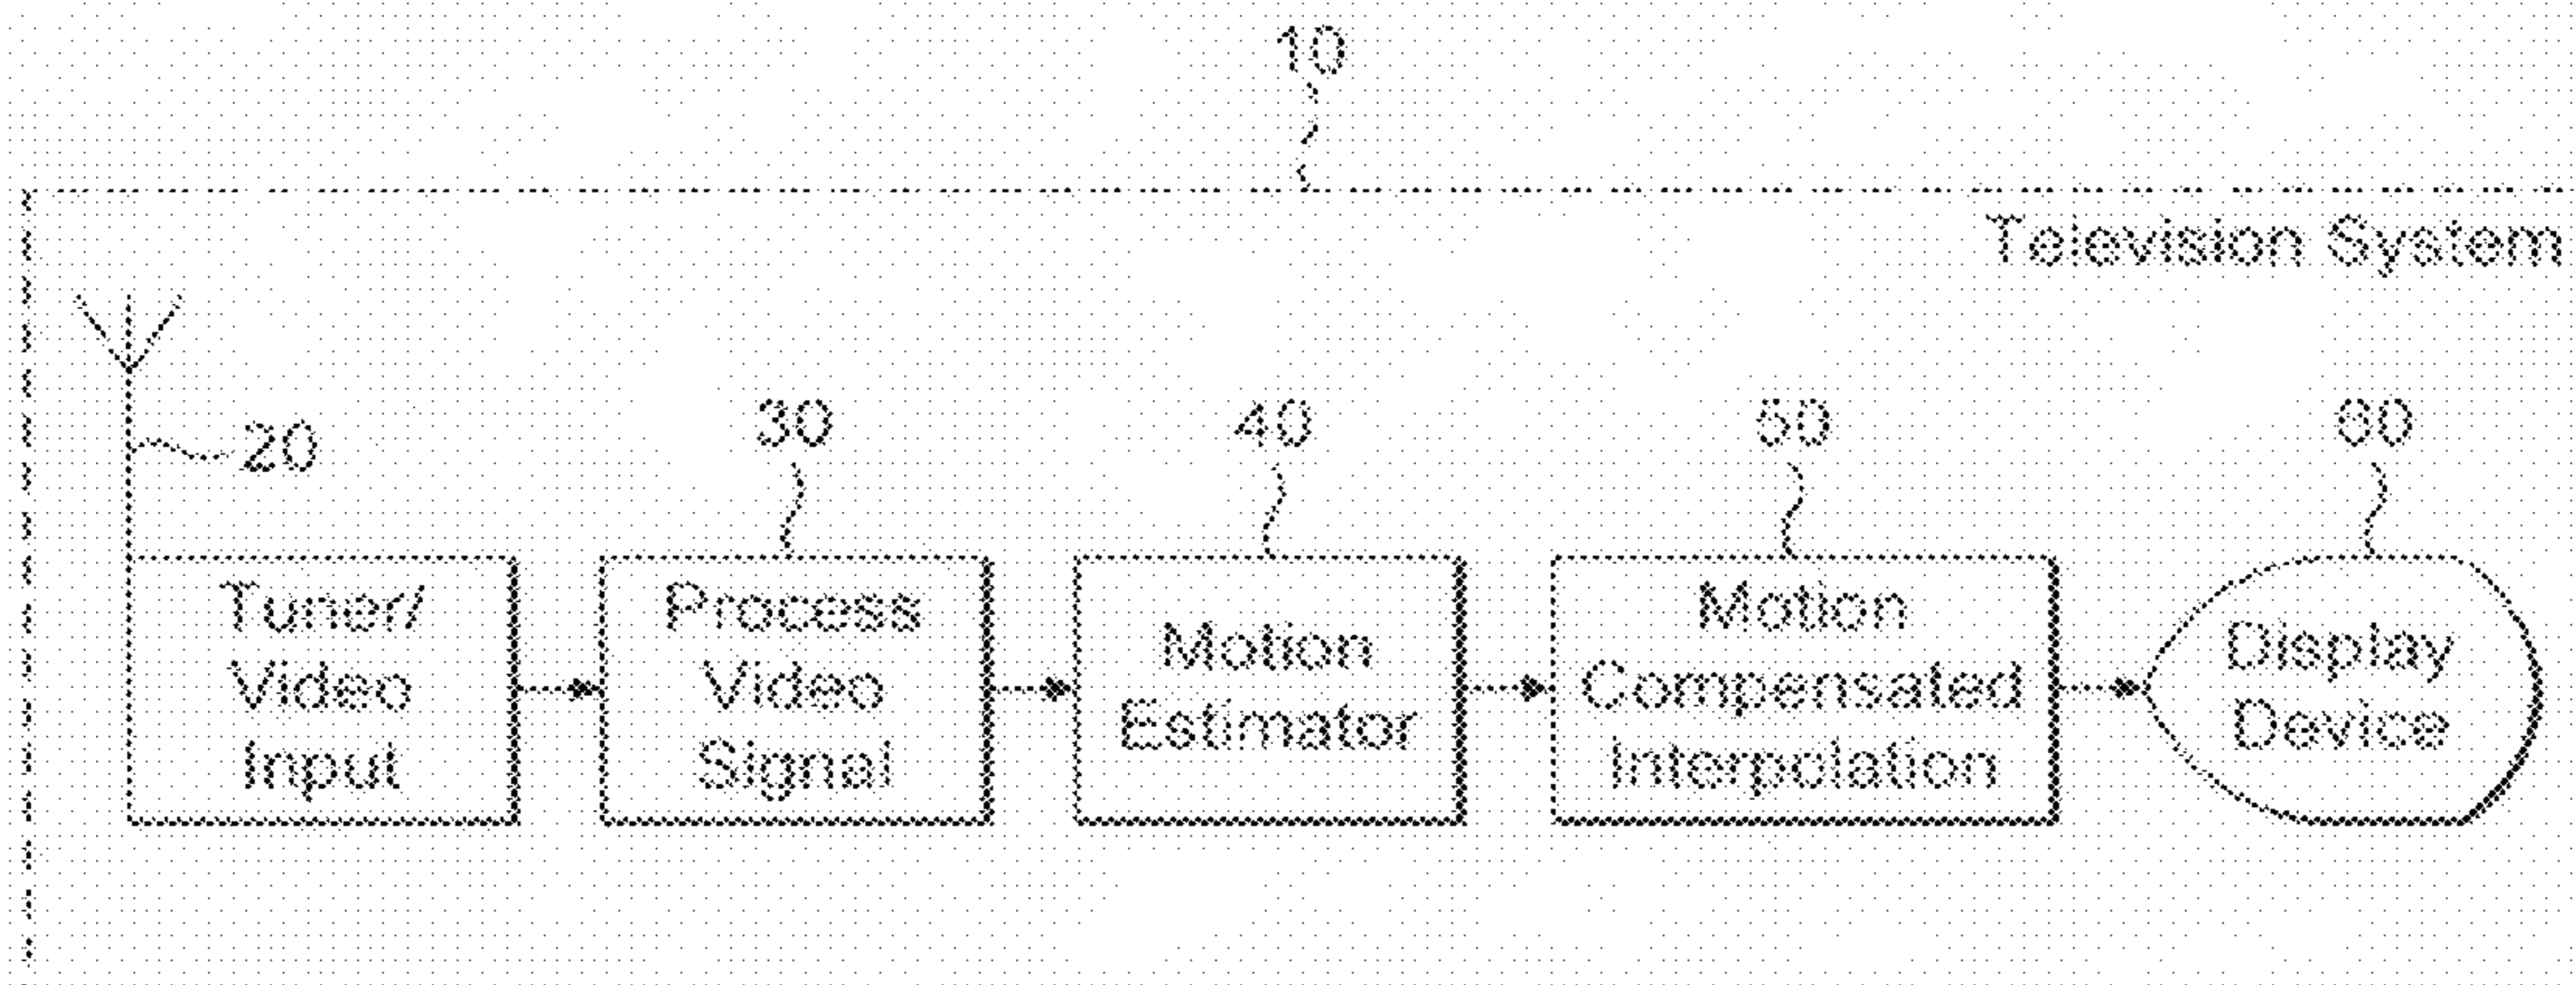 10
Television System
20
30
40
50
60
Tuner/
Video
Input
Process
Video
Signal
Motion
Estimator
Motion
Compensated
Interpolation
Display
Device